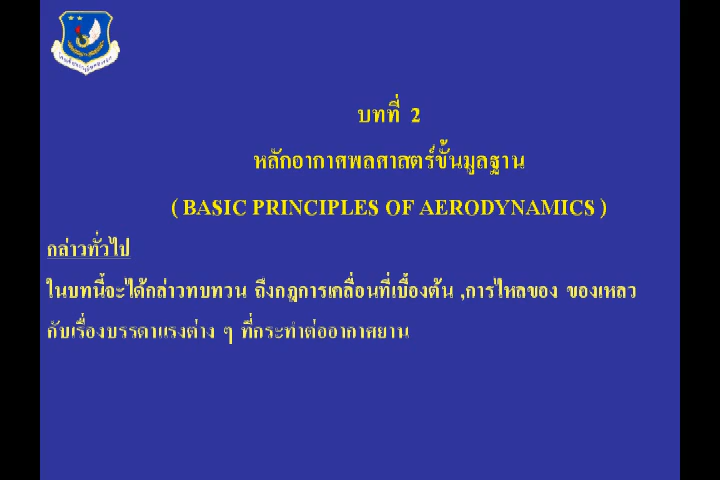 บทที่ 2
หลักอากาศพลศาสตร์ขั้นมูลฐาน
( BASIC PRINCIPLES OF AERODYNAMICS )
กล่าวทั่วไป
ในบทนี้จะได้กล่าวทบทวน ถึงกฎการเคลื่อนที่เบื้องต้น ,การไหลของ ของเหลว
กับเรื่องบรรดาแรงต่าง ๆ ที่กระทำต่ออากาศยาน